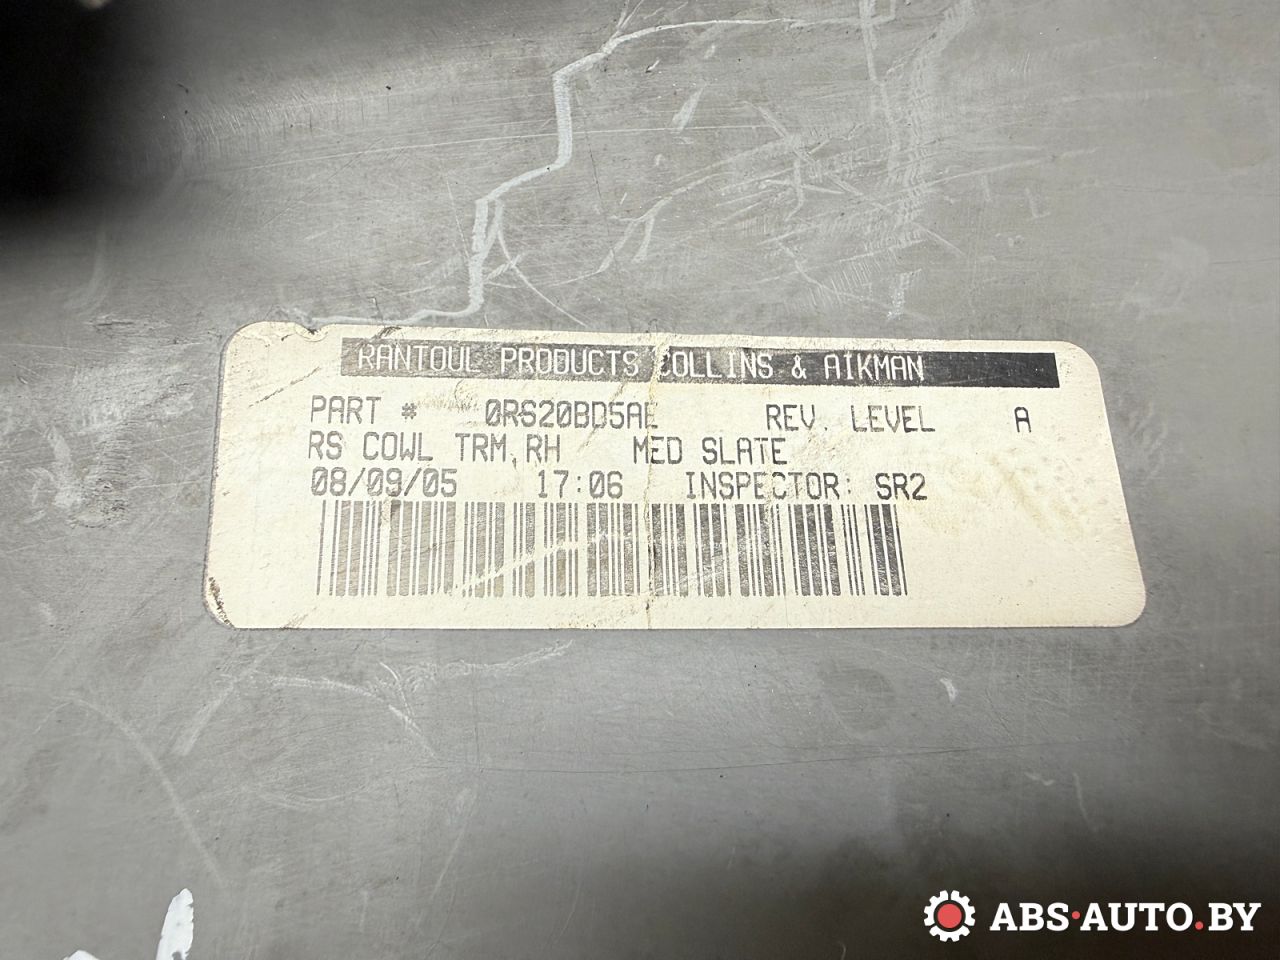 RANTOUL PRODUCTS COLLINS & AIKMAN
PART # 0RS20BD5AE REV. LEVEL A
RS COWL TRM RH MED SLATE
08/09/05 17:06 INSPECTOR: SR2
ABS·AUTO.BY